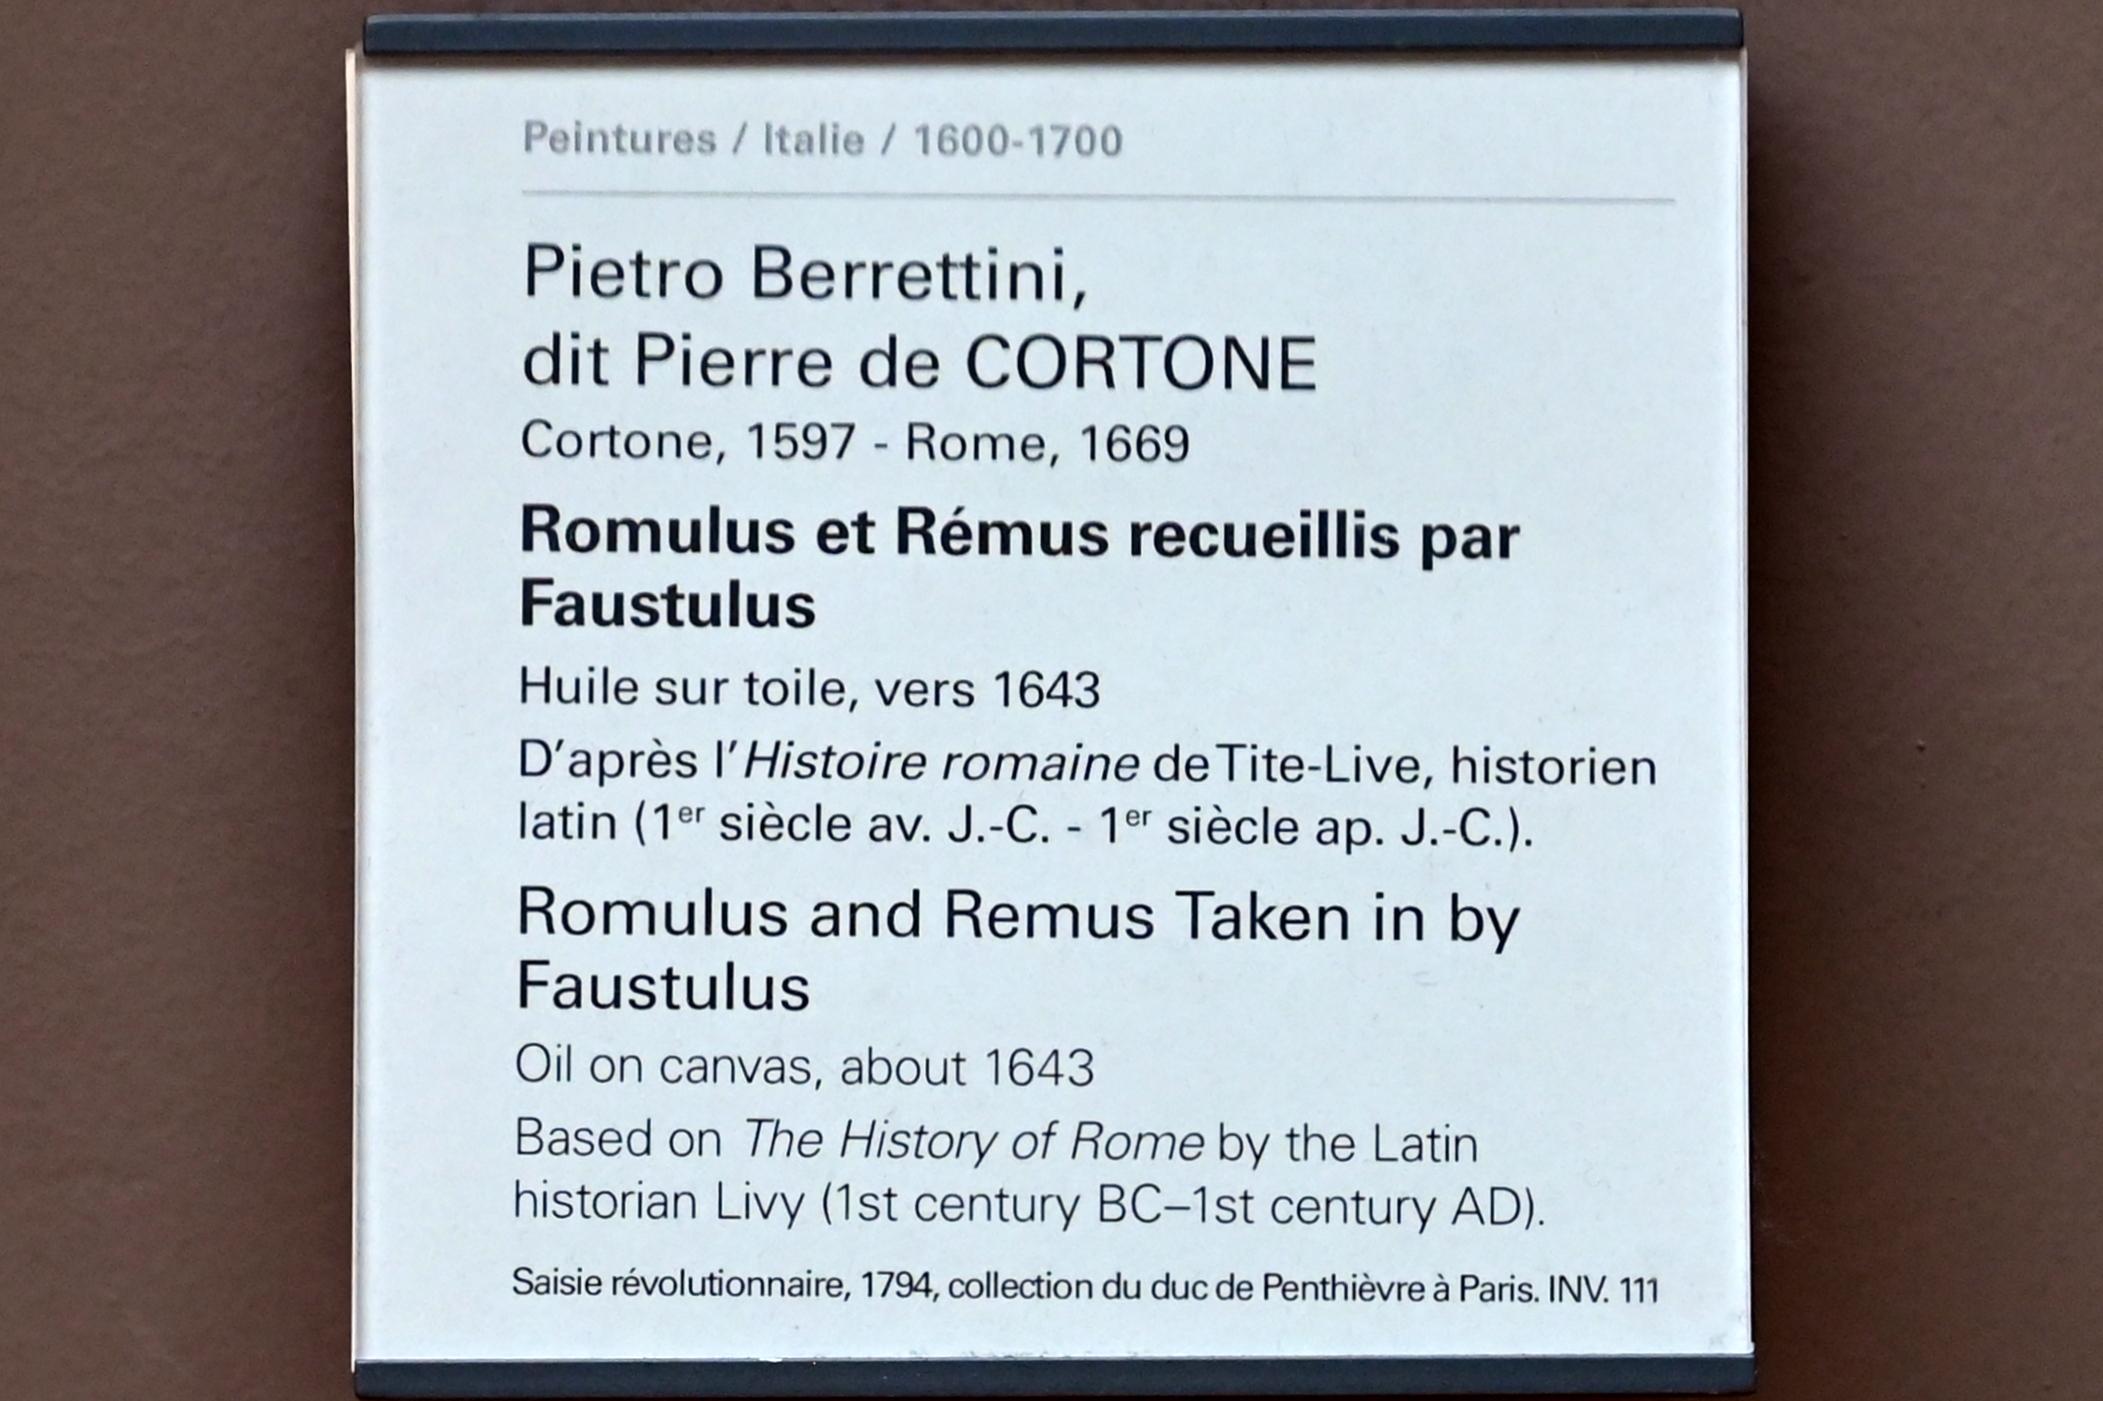 Peintures / Italie / 1600-1700
Pietro Berrettini,
dit Pierre de CORTONE
Cortone, 1597 - Rome, 1669
Romulus et Rémus recueillis par
Faustulus
Huile sur toile, vers 1643
D'après l'Histoire romaine de Tite-Live, historien
latin (1er siècle av. J.-C. - 1er siècle ap. J.-C.).
Romulus and Remus Taken in by
Faustulus
Oil on canvas, about 1643
Based on The History of Rome by the Latin
historian Livy (1st century BC–1st century AD).
Saisie révolutionnaire, 1794, collection du duc de Penthièvre à Paris. INV. 111